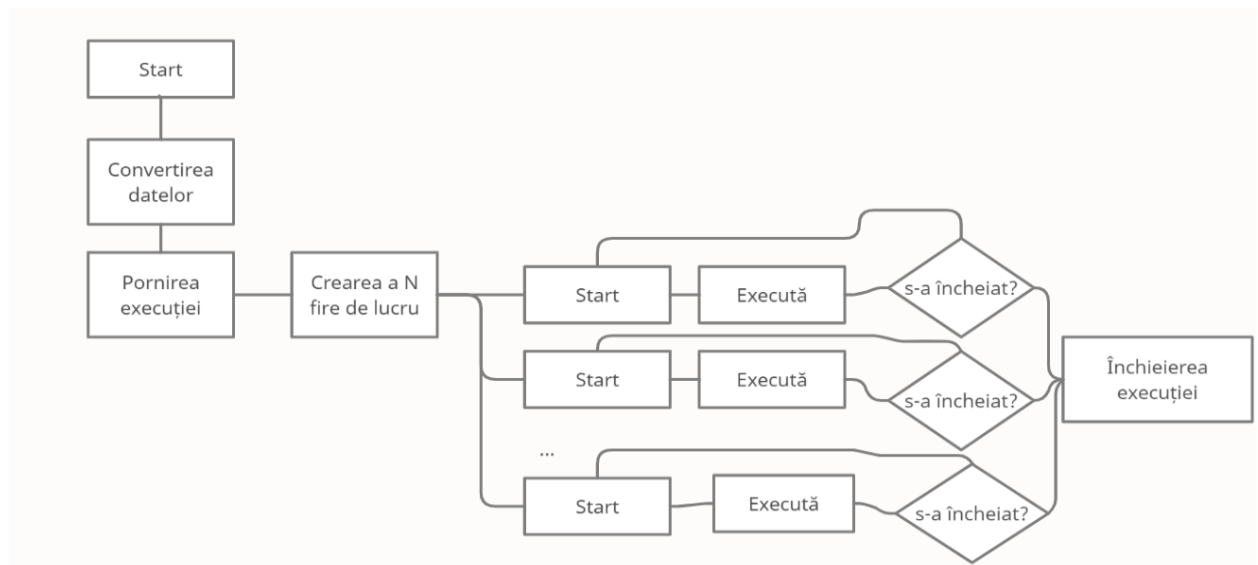 Start
Convertirea
datelor
Pornirea
execuției
Crearea a N
fire de lucru
Start
Execută
s-a încheiat?
Start
Execută
s-a încheiat?
...
Start
Execută
s-a încheiat?
Închieierea
execuției